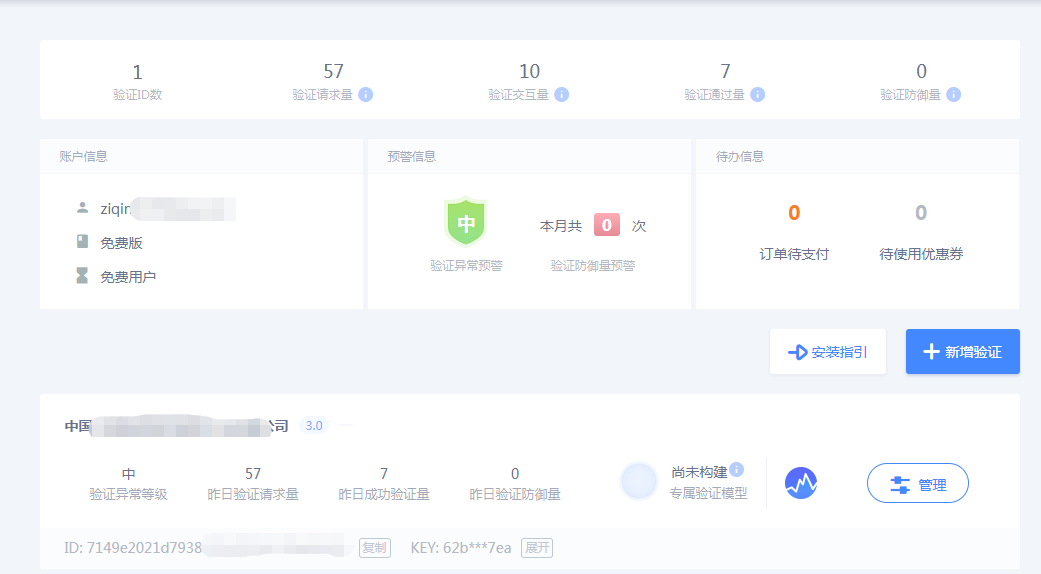 1 57 10 7 0
验证ID数 验证请求量 验证交互量 验证通过量 验证防御量
账户信息 预警信息 待办信息
ziqin
免费版
免费用户
中 本月共 0 次
验证异常预警 验证防御量预警
0 0
订单待支付 待使用优惠券
安装指引 新增验证
中国 公司 3.0
中 57 7 0 尚未构建
验证异常等级 昨日验证请求量 昨日成功验证量 昨日验证防御量 专属验证模型 管理
ID: 7149e2021d7938 复制 KEY: 62b***7ea 展开